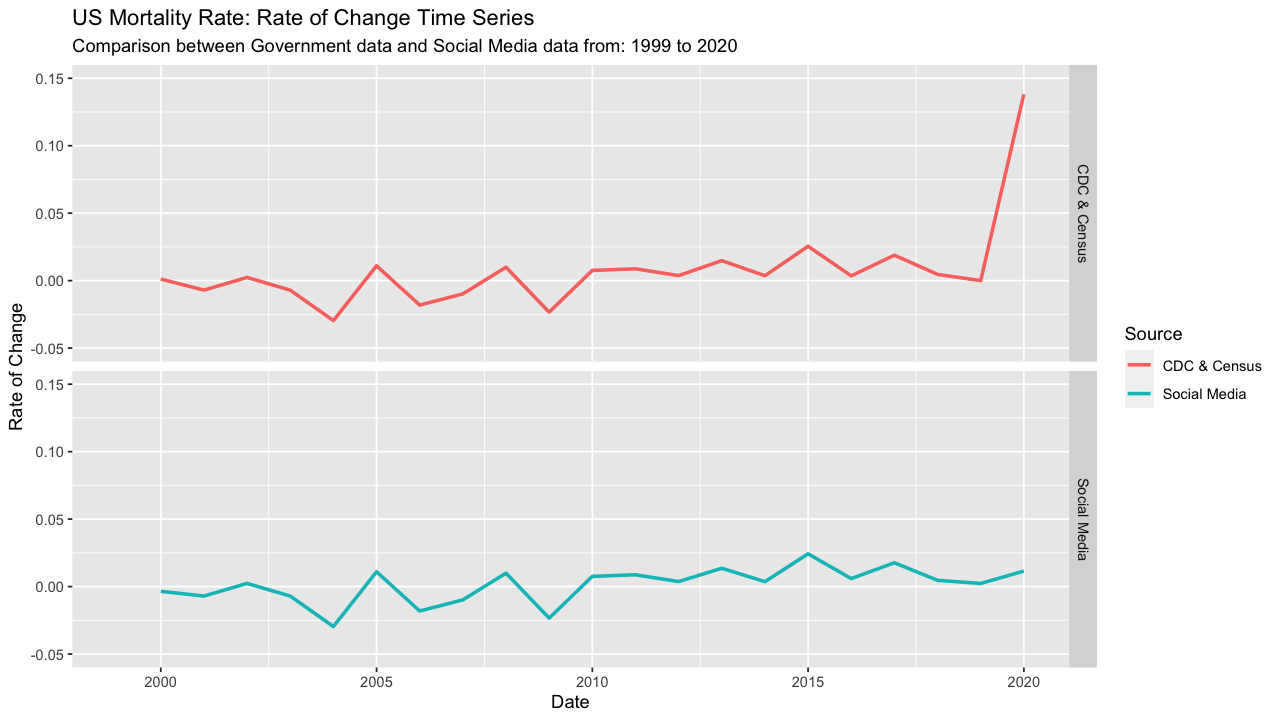 US Mortality Rate: Rate of Change Time Series
Comparison between Government data and Social Media data from: 1999 to 2020
Rate of Change
0.15
0.10
0.05
0.00
-0.05
CDC & Census
0.15
0.10
0.05
0.00
-0.05
Social Media
2000
2005
2010
2015
2020
Date
Source
CDC & Census
Social Media